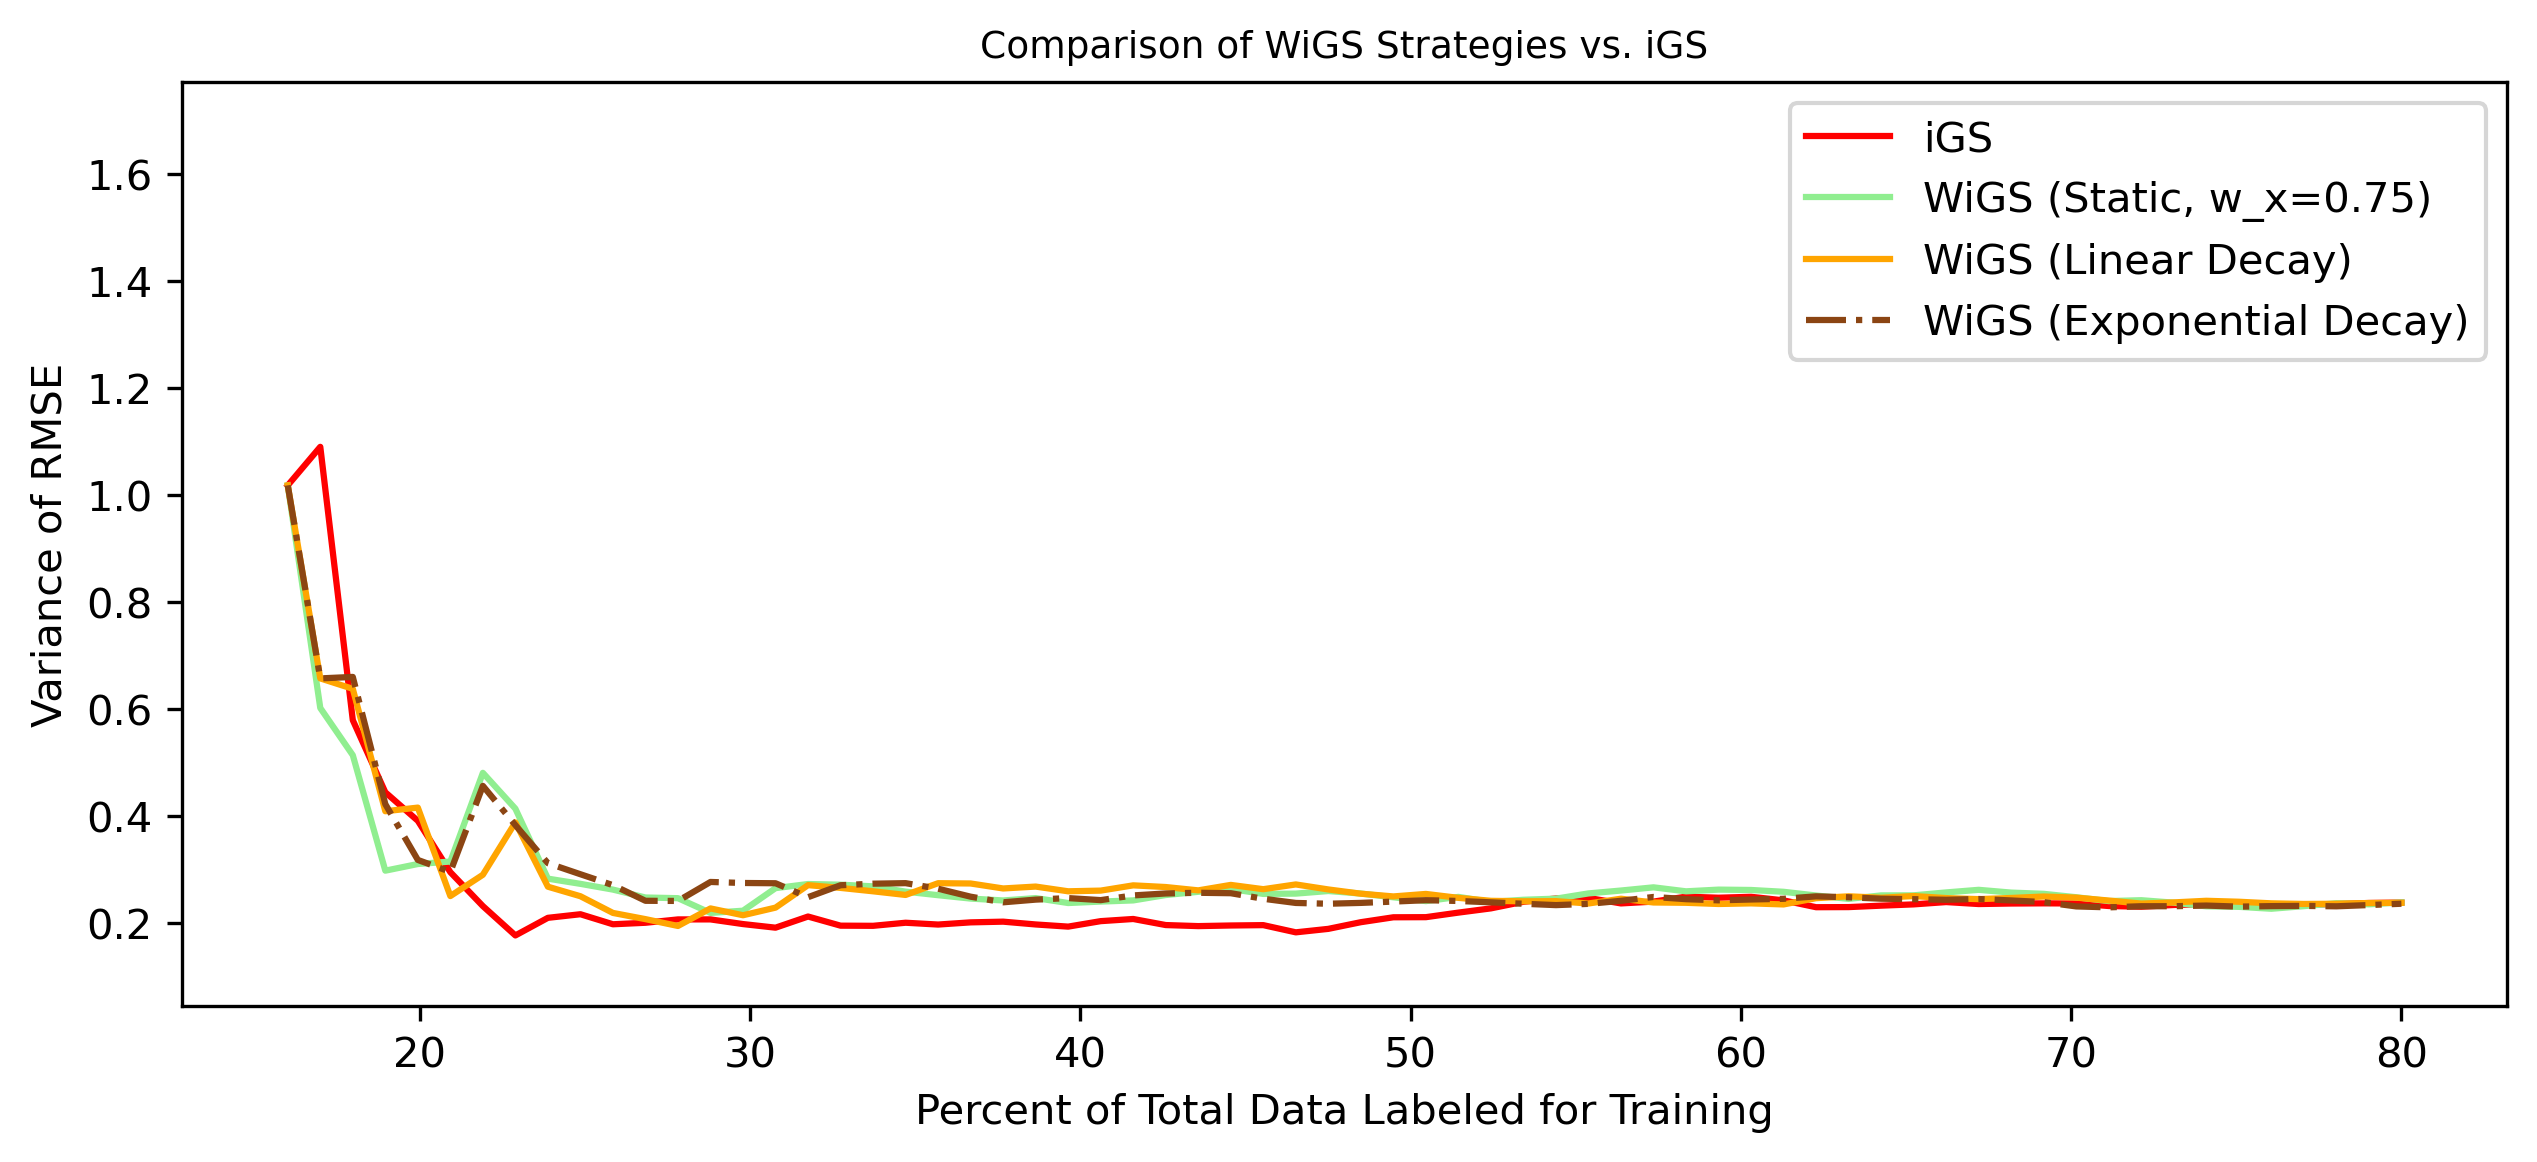 Comparison of WiGS Strategies vs. iGS
iGS
WiGS (Static, w_x=0.75)
WiGS (Linear Decay)
WiGS (Exponential Decay)
Variance of RMSE
1.6
1.4
1.2
1.0
0.8
0.6
0.4
0.2
20 30 40 50 60 70 80
Percent of Total Data Labeled for Training